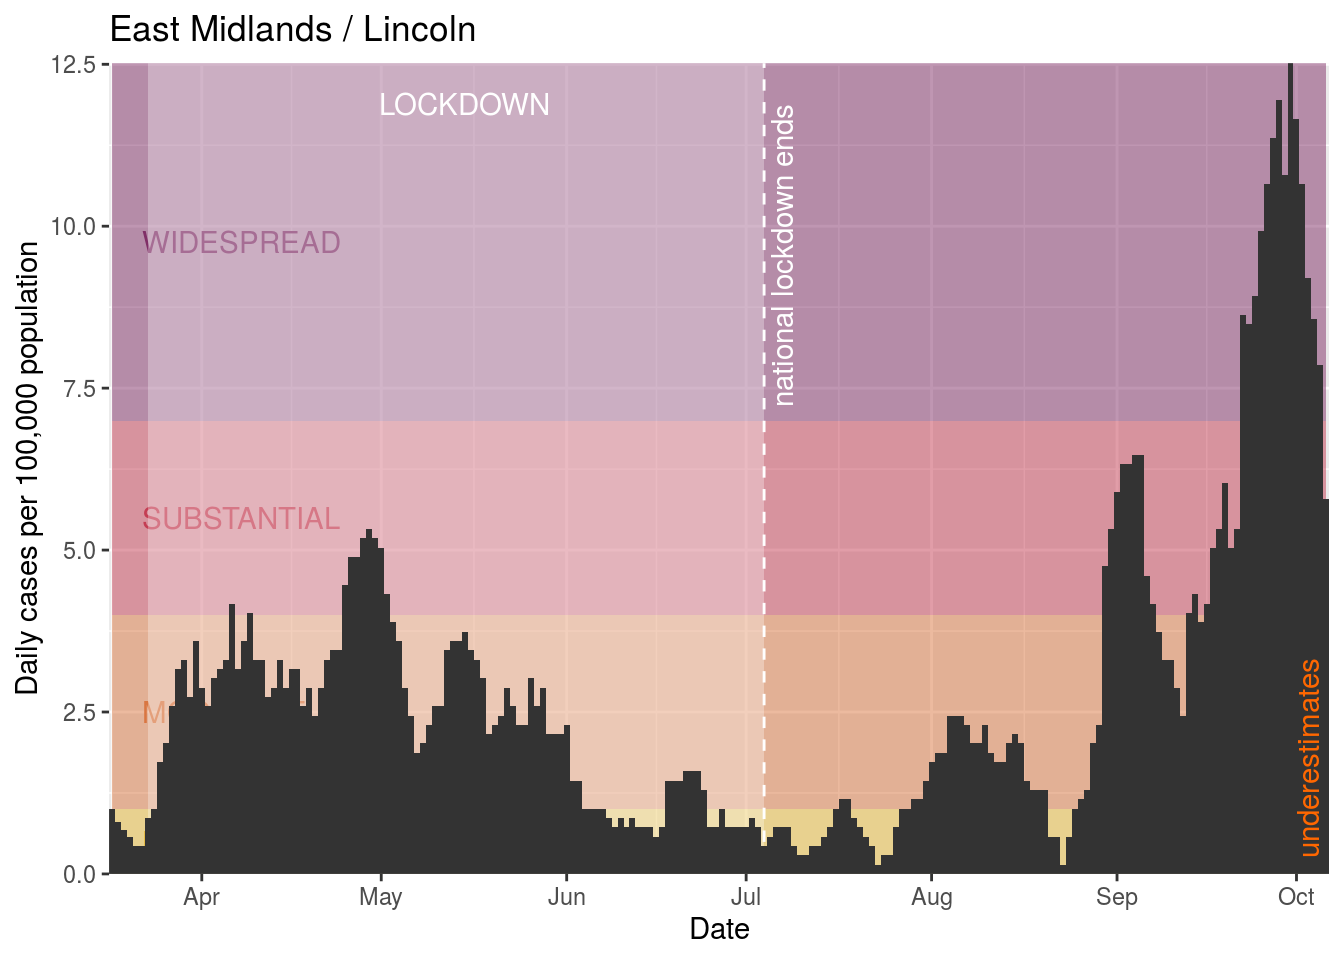 East Midlands / Lincoln
12.5
10.0
7.5
5.0
2.5
0.0
Daily cases per 100,000 population
LOCKDOWN
WIDESPREAD
SUBSTANTIAL
national lockdown ends
underestimates
Apr
May
Jun
Jul
Aug
Sep
Oct
Date